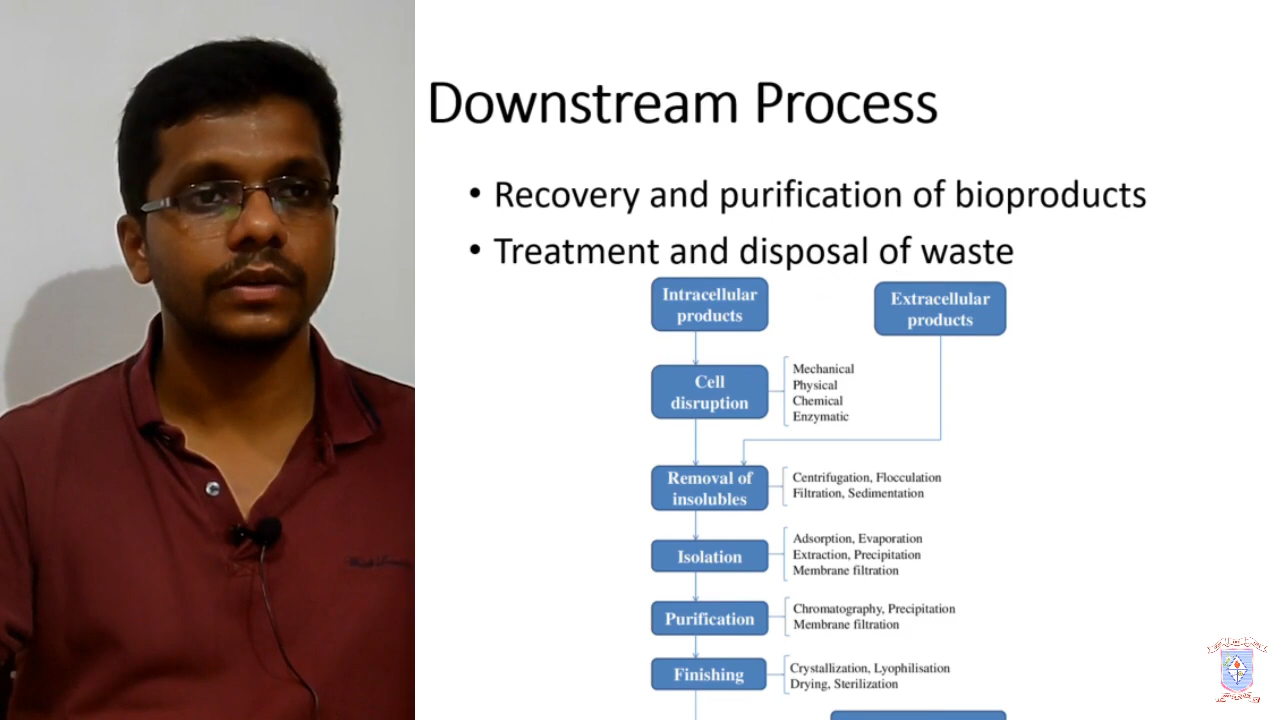 Downstream Process
• Recovery and purification of bioproducts
• Treatment and disposal of waste
Intracellular
products
Extracellular
products
Cell
disruption
Mechanical
Physical
Chemical
Enzymatic
Removal of
insolubles
Centrifugation, Flocculation
Filtration, Sedimentation
Isolation
Adsorption, Evaporation
Extraction, Precipitation
Membrane filtration
Purification
Chromatography, Precipitation
Membrane filtration
Finishing
Crystallization, Lyophilisation
Drying, Sterilization